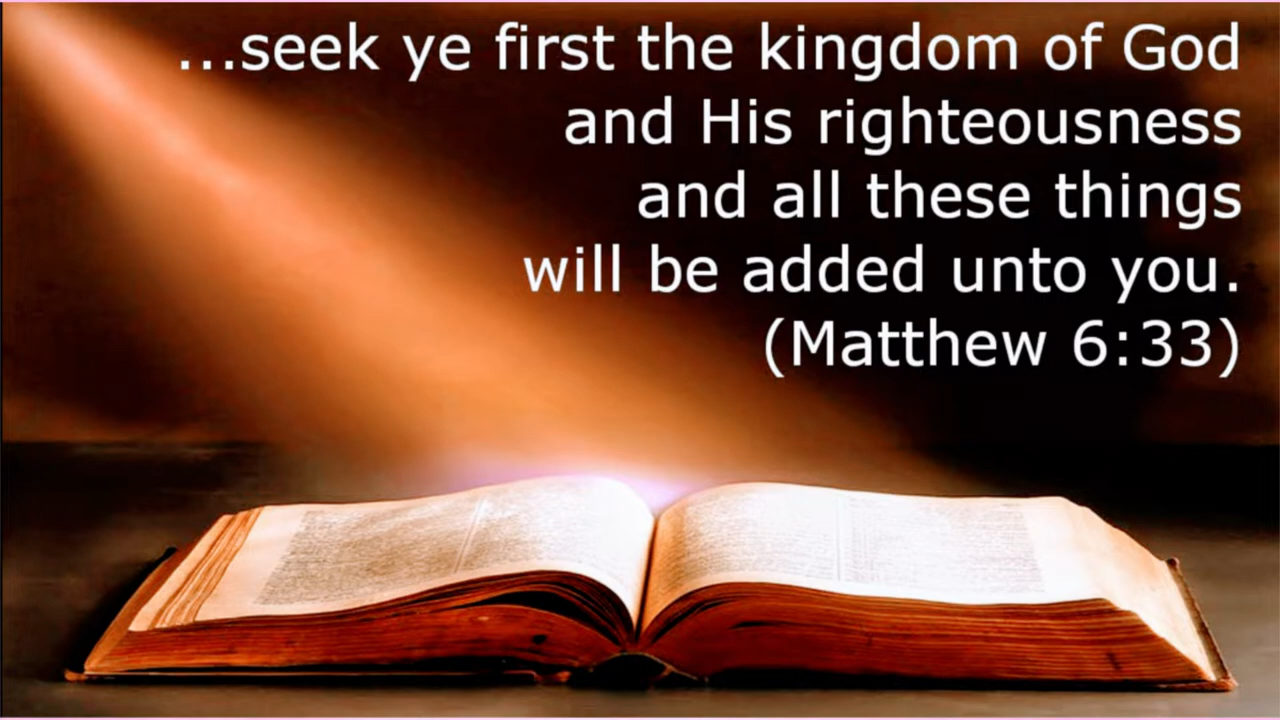 ...seek ye first the kingdom of God
and His righteousness
and all these things
will be added unto you.
(Matthew 6:33)